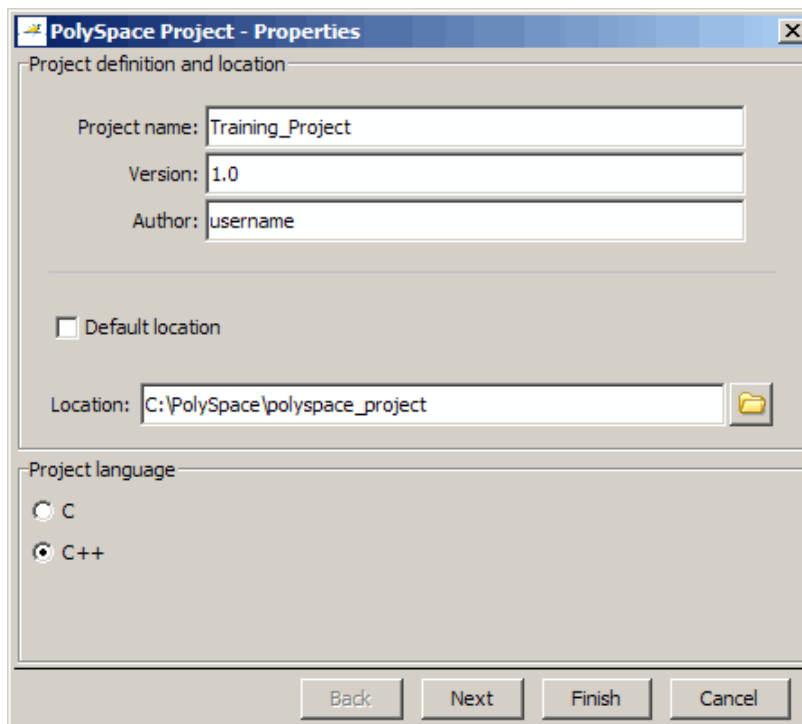 PolySpace Project - Properties
Project definition and location
Project name: Training_Project
Version: 1.0
Author: username
Default location
Location: C:\PolySpace\polyspace_project
Project language
C
C++
Back Next Finish Cancel